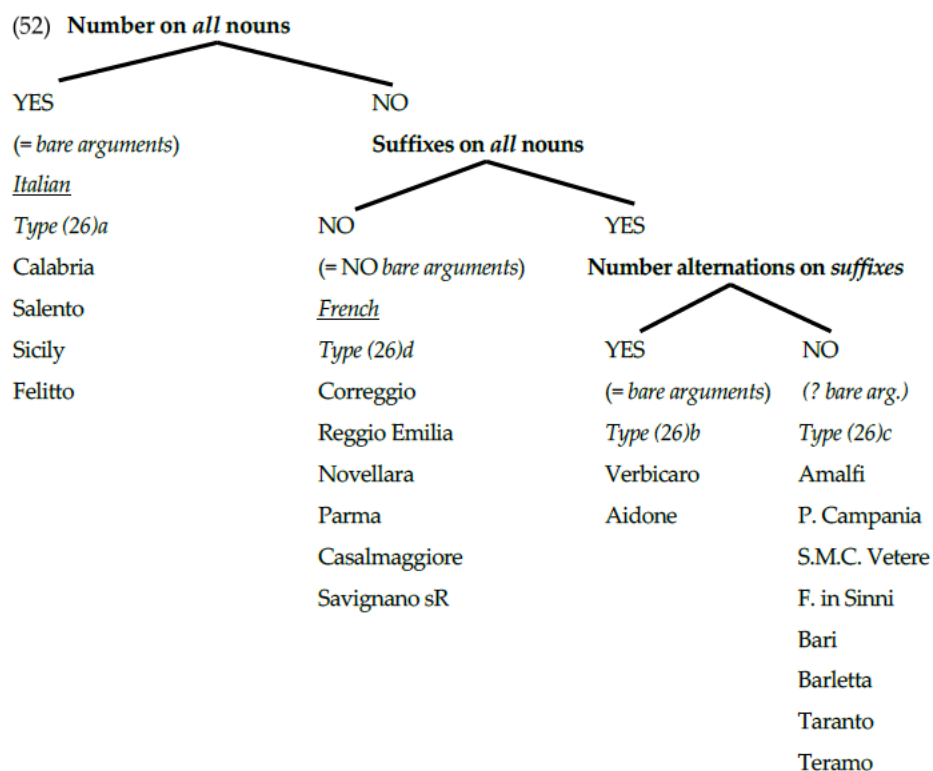 (52) Number on all nouns
YES NO
(= bare arguments) Suffixes on all nouns
Italian
Type (26)a NO YES
Calabria (= NO bare arguments) Number alternations on suffixes
Salento French
Sicily Type (26)d YES NO
Felitto Correggio (= bare arguments) (? bare arg.)
Reggio Emilia Type (26)b Type (26)c
Novellara Verbicaro Amalfi
Parma Aidone P. Campania
Casalmaggiore S.M.C. Vetere
Savignano sR F. in Sinni
Bari
Barletta
Taranto
Teramo